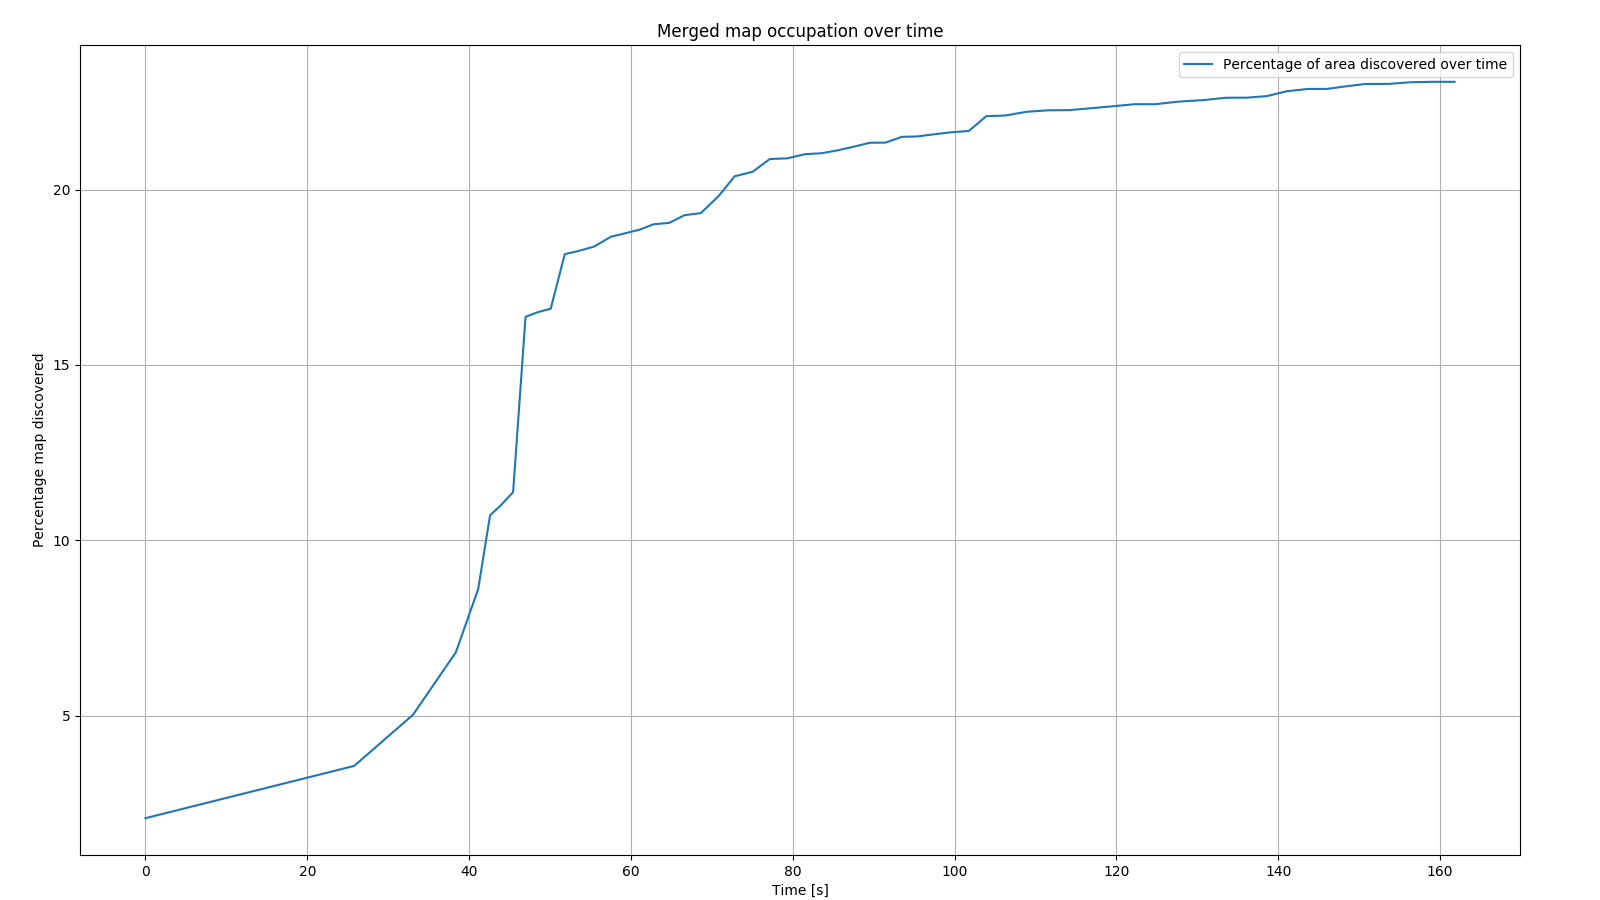 Merged map occupation over time
Percentage of area discovered over time
Percentage map discovered
20
15
10
5
0 20 40 60 80 100 120 140 160
Time [s]